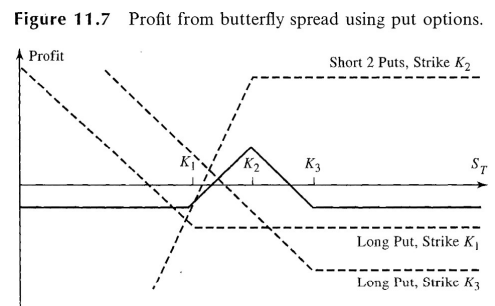 Figure 11.7 Profit from butterfly spread using put options.
Profit
Short 2 Puts, Strike K₂
K₁ K₂ K₃ S_T
Long Put, Strike K₁
Long Put, Strike K₃